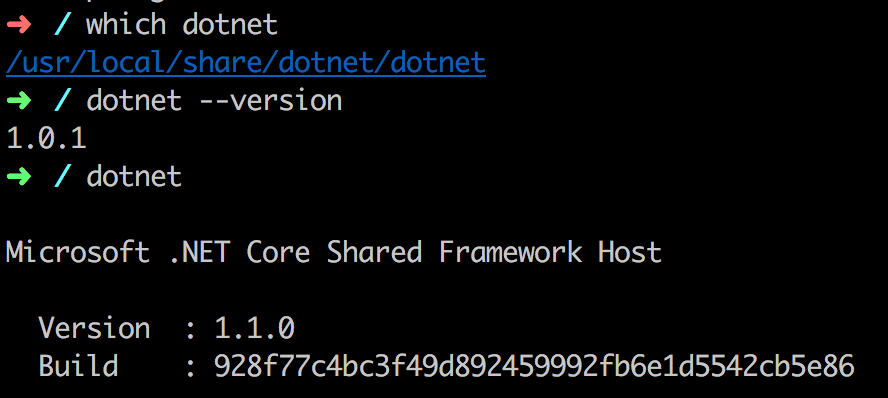 ➜ / which dotnet
/usr/local/share/dotnet/dotnet
➜ / dotnet --version
1.0.1
➜ / dotnet
Microsoft .NET Core Shared Framework Host
Version : 1.1.0
Build : 928f77c4bc3f49d892459992fb6e1d5542cb5e86